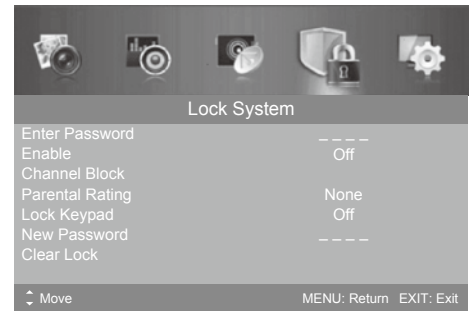 Lock System
Enter Password _ _ _ _
Enable Off
Channel Block
Parental Rating None
Lock Keypad Off
New Password _ _ _ _
Clear Lock
Move MENU: Return EXIT: Exit